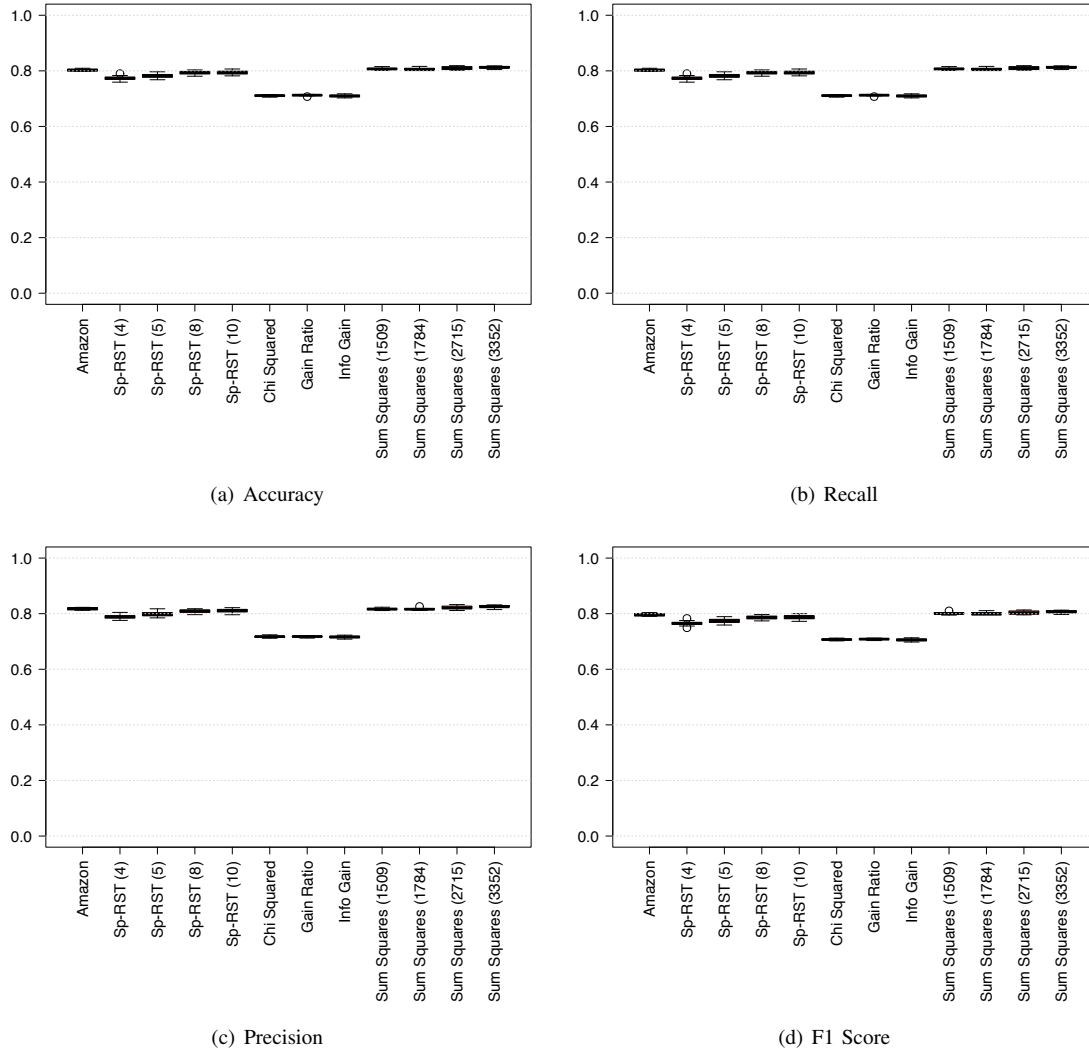 1.0
0.8
0.6
0.4
0.2
0.0
Amazon
Sp-RST (4)
Sp-RST (5)
Sp-RST (8)
Sp-RST (10)
Chi Squared
Gain Ratio
Info Gain
Sum Squares (1509)
Sum Squares (1784)
Sum Squares (2715)
Sum Squares (3352)
(a) Accuracy
1.0
0.8
0.6
0.4
0.2
0.0
Amazon
Sp-RST (4)
Sp-RST (5)
Sp-RST (8)
Sp-RST (10)
Chi Squared
Gain Ratio
Info Gain
Sum Squares (1509)
Sum Squares (1784)
Sum Squares (2715)
Sum Squares (3352)
(b) Recall
1.0
0.8
0.6
0.4
0.2
0.0
Amazon
Sp-RST (4)
Sp-RST (5)
Sp-RST (8)
Sp-RST (10)
Chi Squared
Gain Ratio
Info Gain
Sum Squares (1509)
Sum Squares (1784)
Sum Squares (2715)
Sum Squares (3352)
(c) Precision
1.0
0.8
0.6
0.4
0.2
0.0
Amazon
Sp-RST (4)
Sp-RST (5)
Sp-RST (8)
Sp-RST (10)
Chi Squared
Gain Ratio
Info Gain
Sum Squares (1509)
Sum Squares (1784)
Sum Squares (2715)
Sum Squares (3352)
(d) F1 Score